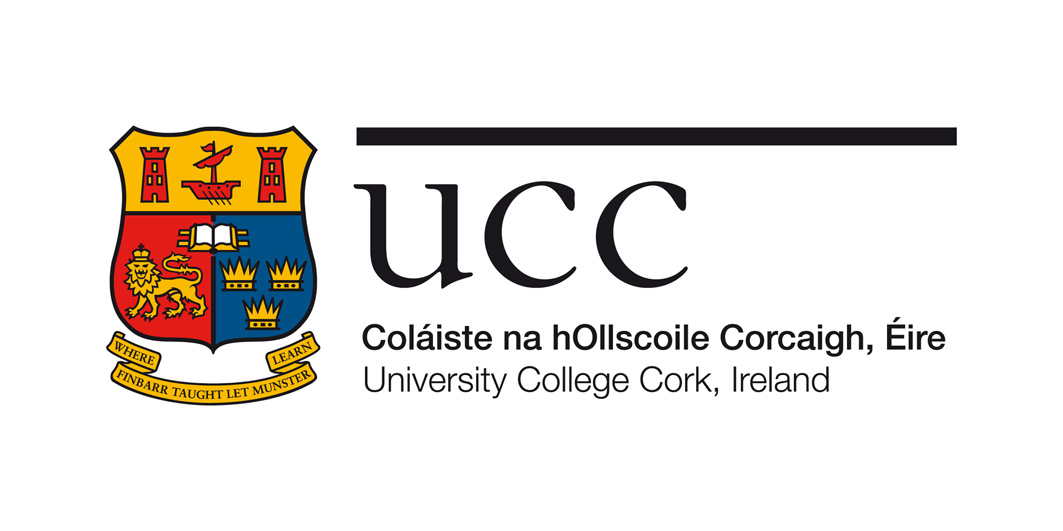 WHERE
FINBARR TAUGHT LET MUNSTER
LEARN
ucc
Coláiste na hOllscoile Corcaigh, Éire
University College Cork, Ireland